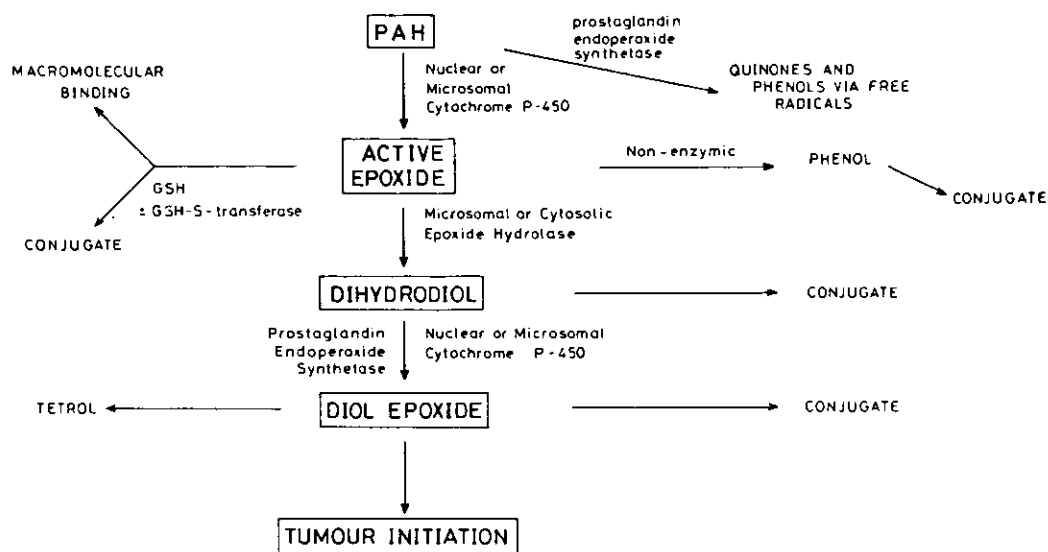 PAH
prostaglandin
endoperoxide
synthetase
Nuclear or
Microsomal
Cytochrome P-450
MACROMOLECULAR
BINDING
QUINONES AND
PHENOLS VIA FREE
RADICALS
ACTIVE
EPOXIDE
GSH
± GSH-S-transferase
CONJUGATE
Non-enzymic
PHENOL
CONJUGATE
Microsomal or Cytosolic
Epoxide Hydrolase
DIHYDRODIOL
CONJUGATE
Prostaglandin
Endoperoxide
Synthetase
Nuclear or Microsomal
Cytochrome P-450
TETROL
DIOL EPOXIDE
CONJUGATE
TUMOUR INITIATION